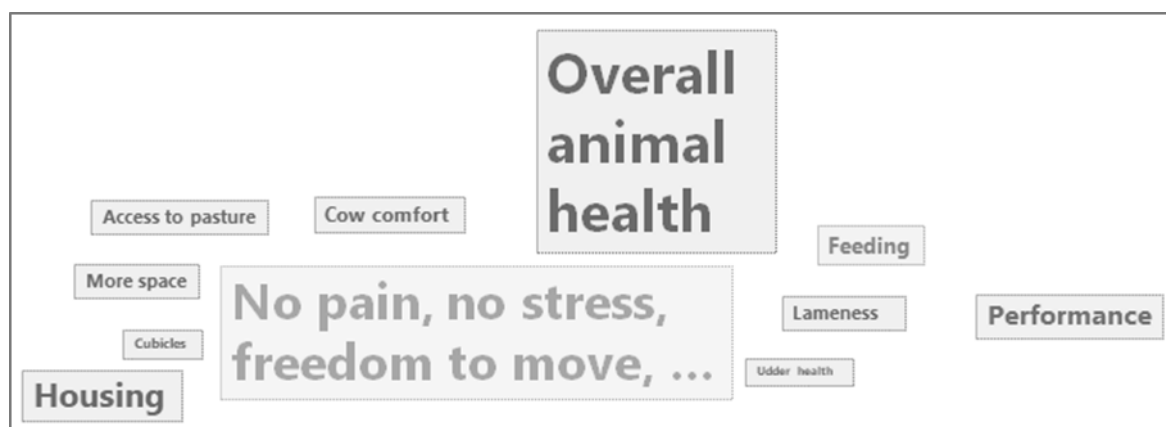 Overall
animal
health
Access to pasture
Cow comfort
Feeding
More space
No pain, no stress,
freedom to move, ...
Lameness
Performance
Cubicles
Udder health
Housing